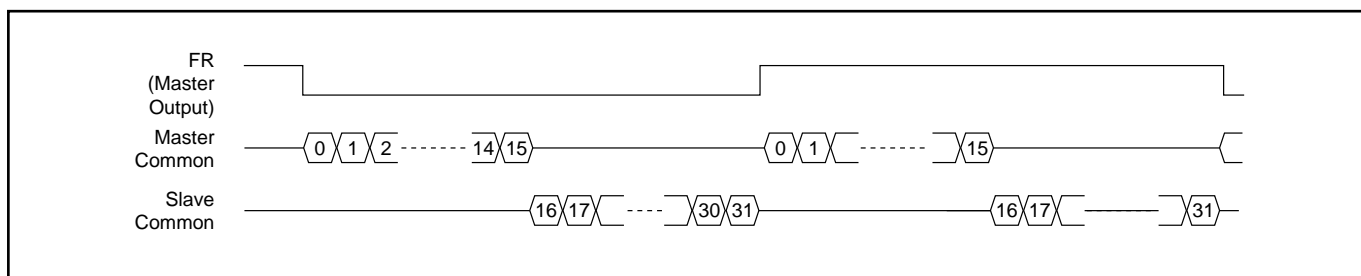 FR
(Master
Output)
Master
Common
0 1 2 14 15 0 1 15
Slave
Common
16 17 30 31 16 17 31